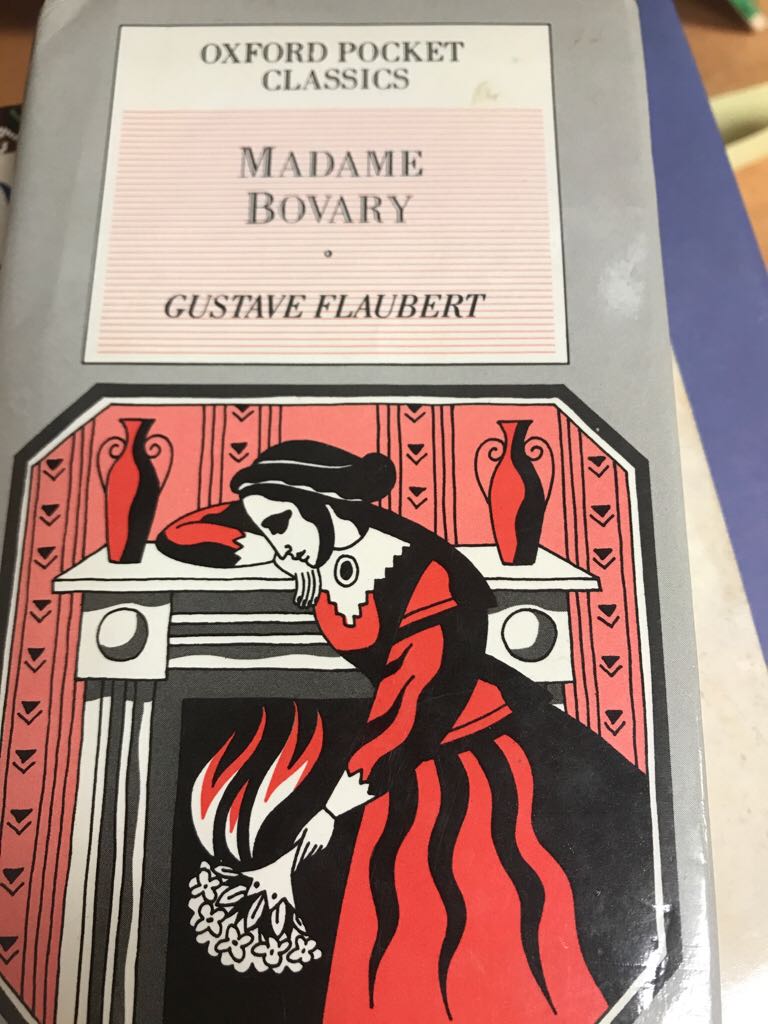 OXFORD POCKET
CLASSICS
MADAME
BOVARY
GUSTAVE FLAUBERT